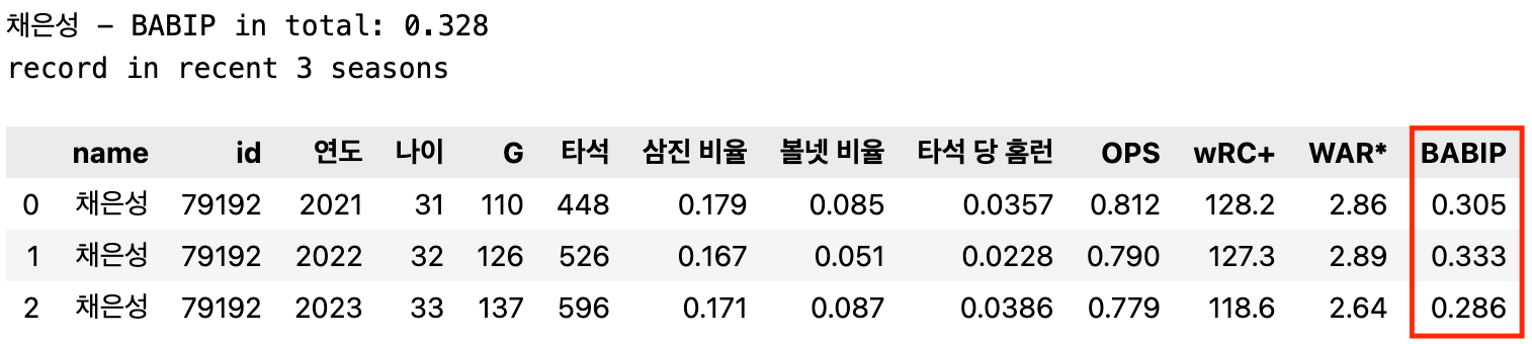 채은성 - BABIP in total: 0.328
record in recent 3 seasons
name id 연도 나이 G 타석 삼진 비율 볼넷 비율 타석 당 홈런 OPS wRC+ WAR* BABIP
0 채은성 79192 2021 31 110 448 0.179 0.085 0.0357 0.812 128.2 2.86 0.305
1 채은성 79192 2022 32 126 526 0.167 0.051 0.0228 0.790 127.3 2.89 0.333
2 채은성 79192 2023 33 137 596 0.171 0.087 0.0386 0.779 118.6 2.64 0.286